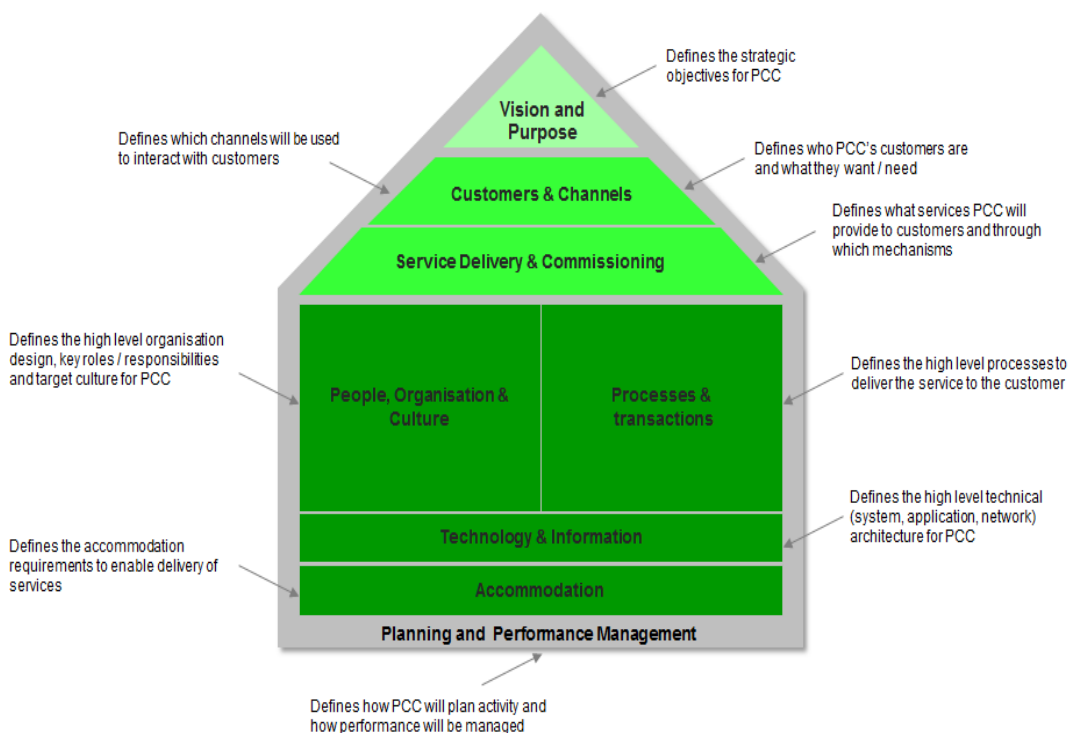 Defines the strategic
objectives for PCC
Vision and
Purpose
Defines which channels will be used
to interact with customers
Defines who PCC's customers are
and what they want / need
Customers & Channels
Defines what services PCC will
provide to customers and through
which mechanisms
Service Delivery & Commissioning
Defines the high level organisation
design, key roles / responsibilities
and target culture for PCC
People, Organisation &
Culture
Processes &
transactions
Defines the high level processes to
deliver the service to the customer
Defines the high level technical
(system, application, network)
architecture for PCC
Technology & Information
Defines the accommodation
requirements to enable delivery of
services
Accommodation
Planning and Performance Management
Defines how PCC will plan activity and
how performance will be managed